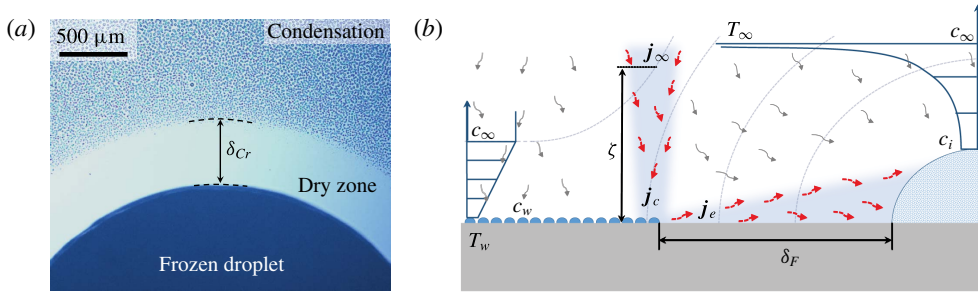 (a)
500 μm
Condensation
δCr
Dry zone
Frozen droplet
(b)
T∞
c∞
j∞
c∞
ζ
ci
cw
jc
je
Tw
δF